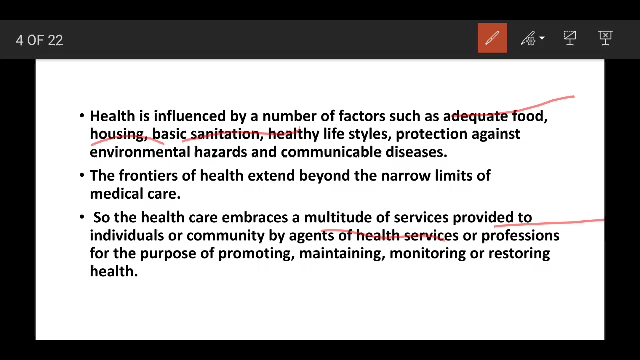 4 OF 22
• Health is influenced by a number of factors such as adequate food,
housing, basic sanitation, healthy life styles, protection against
environmental hazards and communicable diseases.
• The frontiers of health extend beyond the narrow limits of
medical care.
• So the health care embraces a multitude of services provided to
individuals or community by agents of health services or professions
for the purpose of promoting, maintaining, monitoring or restoring
health.